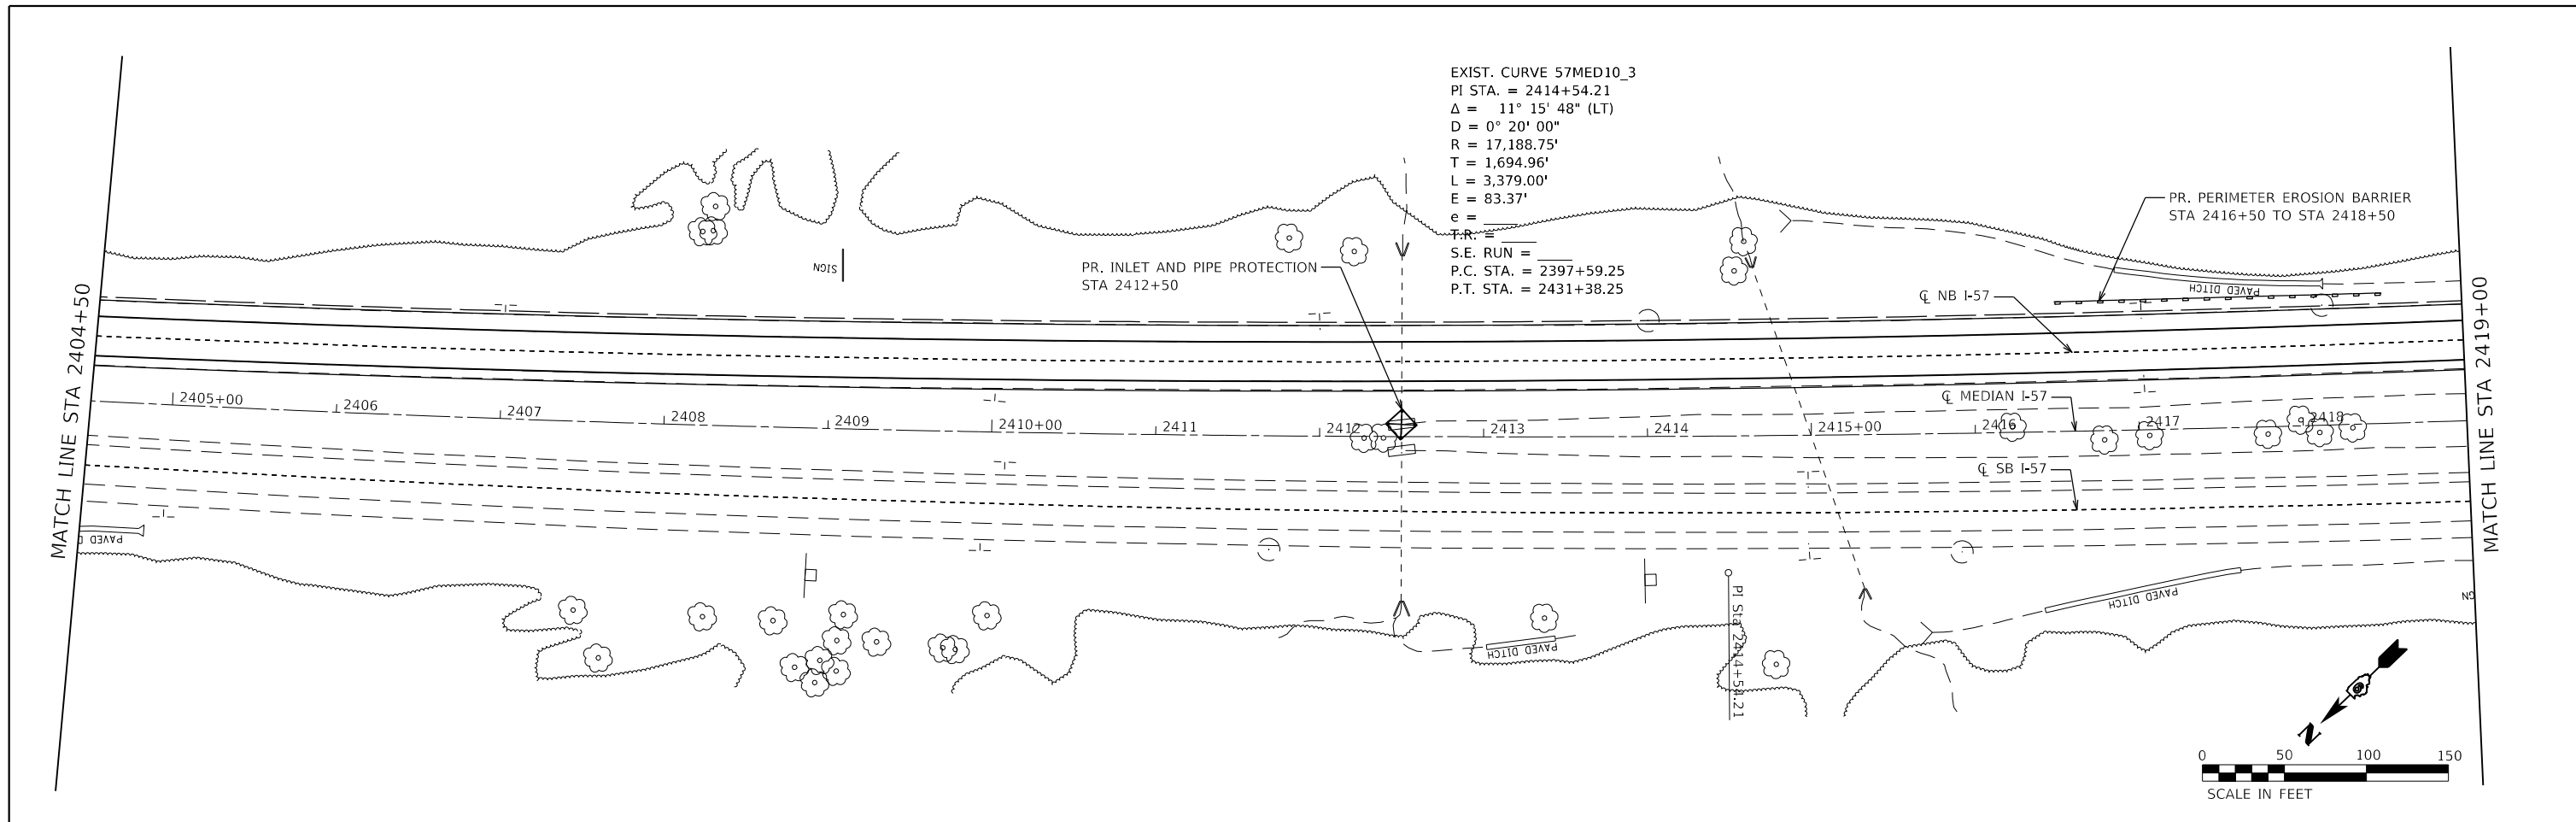 EXIST. CURVE 57MED10_3
PI STA. = 2414+54.21
Δ = 11° 15' 48" (LT)
D = 0° 20' 00"
R = 17,188.75'
T = 1,694.96'
L = 3,379.00'
E = 83.37'
e = ____
T.R. = ____
S.E. RUN = ____
P.C. STA. = 2397+59.25
P.T. STA. = 2431+38.25
PR. PERIMETER EROSION BARRIER
STA 2416+50 TO STA 2418+50
SIGN
PR. INLET AND PIPE PROTECTION
STA 2412+50
PAVED DITCH
℄ NB I-57
MATCH LINE STA 2404+50
MATCH LINE STA 2419+00
2405+00
2406
2407
2408
2409
2410+00
2411
2412
2413
2414
2415+00
2416
2417
2418
℄ MEDIAN I-57
℄ SB I-57
PAVED D
PI Sta 2414+54.21
PAVED DITCH
PAVED DITCH
GN
N
0 50 100 150
SCALE IN FEET